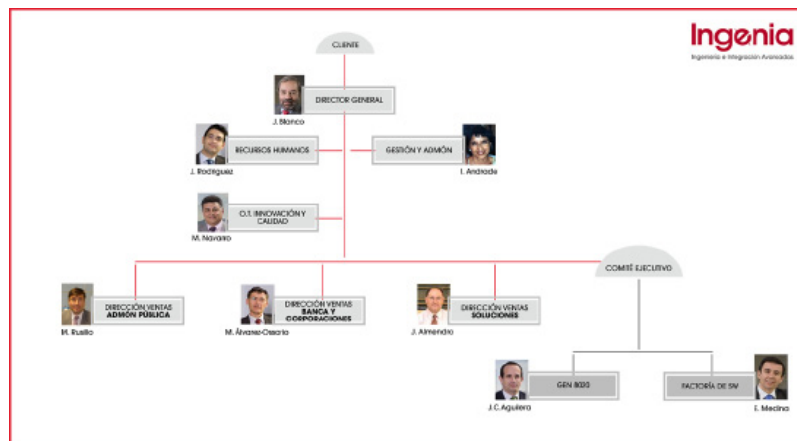 Ingenia
Ingeniería e Integración Avanzadas
CLIENTE
DIRECTOR GENERAL
J. Blanco
RECURSOS HUMANOS
J. Rodríguez
GESTIÓN Y ADMÓN
I. Andrade
O.T. INNOVACIÓN Y
CALIDAD
M. Navarro
COMITÉ EJECUTIVO
DIRECCIÓN VENTAS
ADMÓN PÚBLICA
M. Rusillo
DIRECCIÓN VENTAS
BANCA Y
CORPORACIONES
M. Álvarez-Ossorio
DIRECCIÓN VENTAS
SOLUCIONES
J. Almendro
GEN 8020
J.C.Aguilera
FACTORÍA DE SW
E. Medina